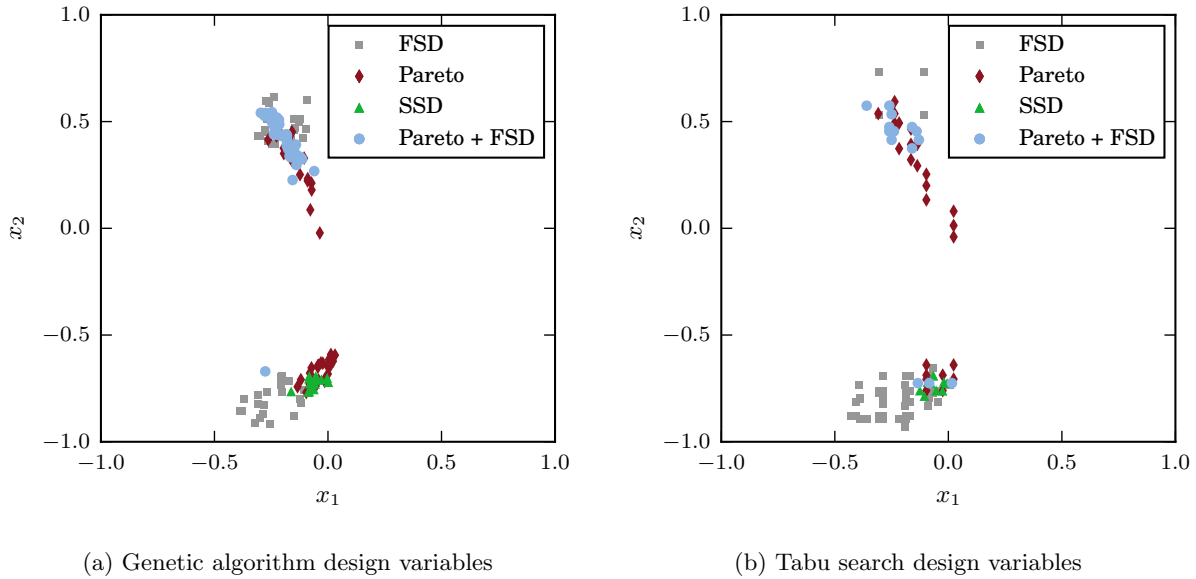 1.0
0.5
0.0
−0.5
−1.0
x2
−1.0 −0.5 0.0 0.5 1.0
x1
FSD
Pareto
SSD
Pareto + FSD
(a) Genetic algorithm design variables
1.0
0.5
0.0
−0.5
−1.0
x2
−1.0 −0.5 0.0 0.5 1.0
x1
FSD
Pareto
SSD
Pareto + FSD
(b) Tabu search design variables